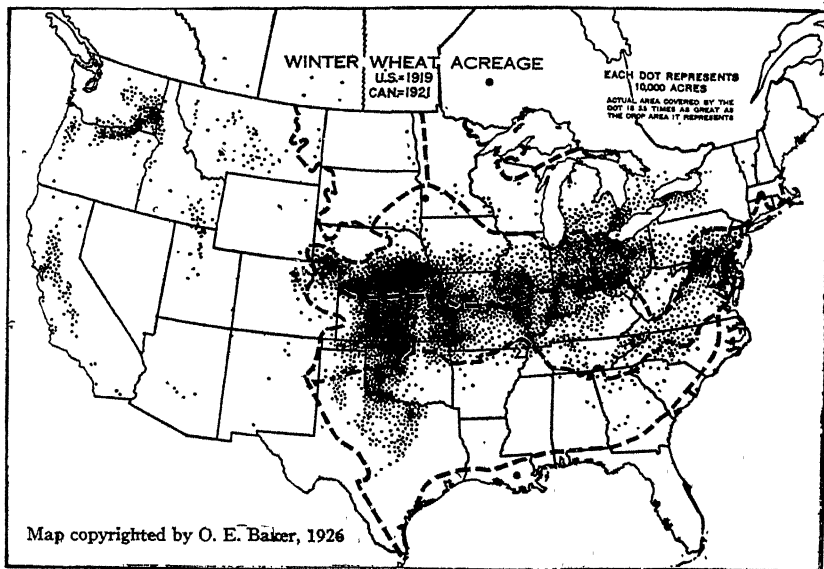 WINTER WHEAT ACREAGE
U.S.=1919
CAN.=1921
EACH DOT REPRESENTS
10,000 ACRES
ACTUAL AREA COVERED BY THE
DOT IS 35 TIMES AS GREAT AS
THE CROP AREA IT REPRESENTS
Map copyrighted by O. E. Baker, 1926